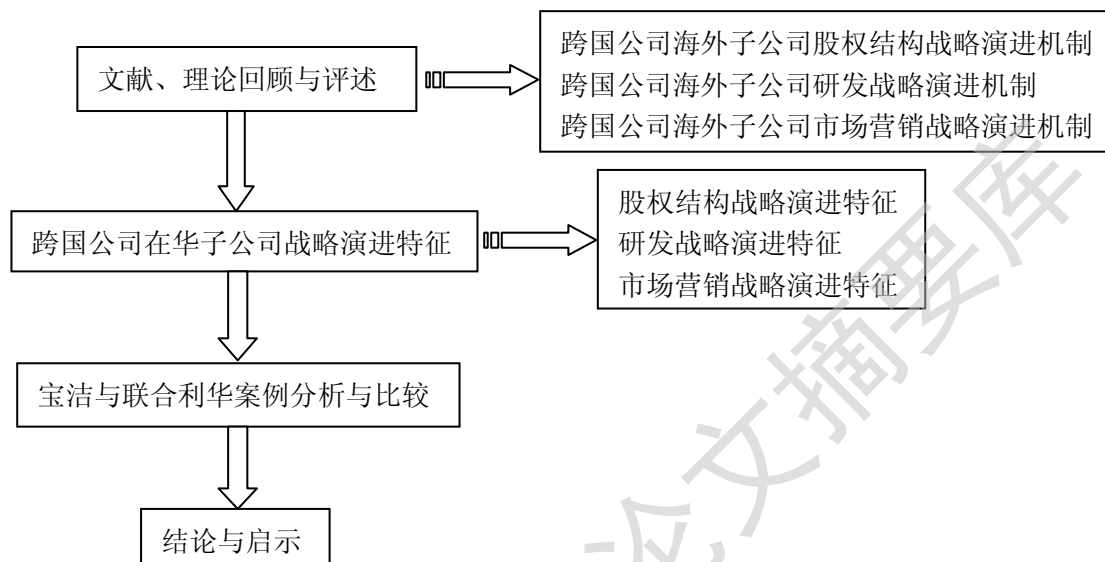 文献、理论回顾与评述
跨国公司海外子公司股权结构战略演进机制
跨国公司海外子公司研发战略演进机制
跨国公司海外子公司市场营销战略演进机制
跨国公司在华子公司战略演进特征
股权结构战略演进特征
研发战略演进特征
市场营销战略演进特征
宝洁与联合利华案例分析与比较
结论与启示
论文摘要库